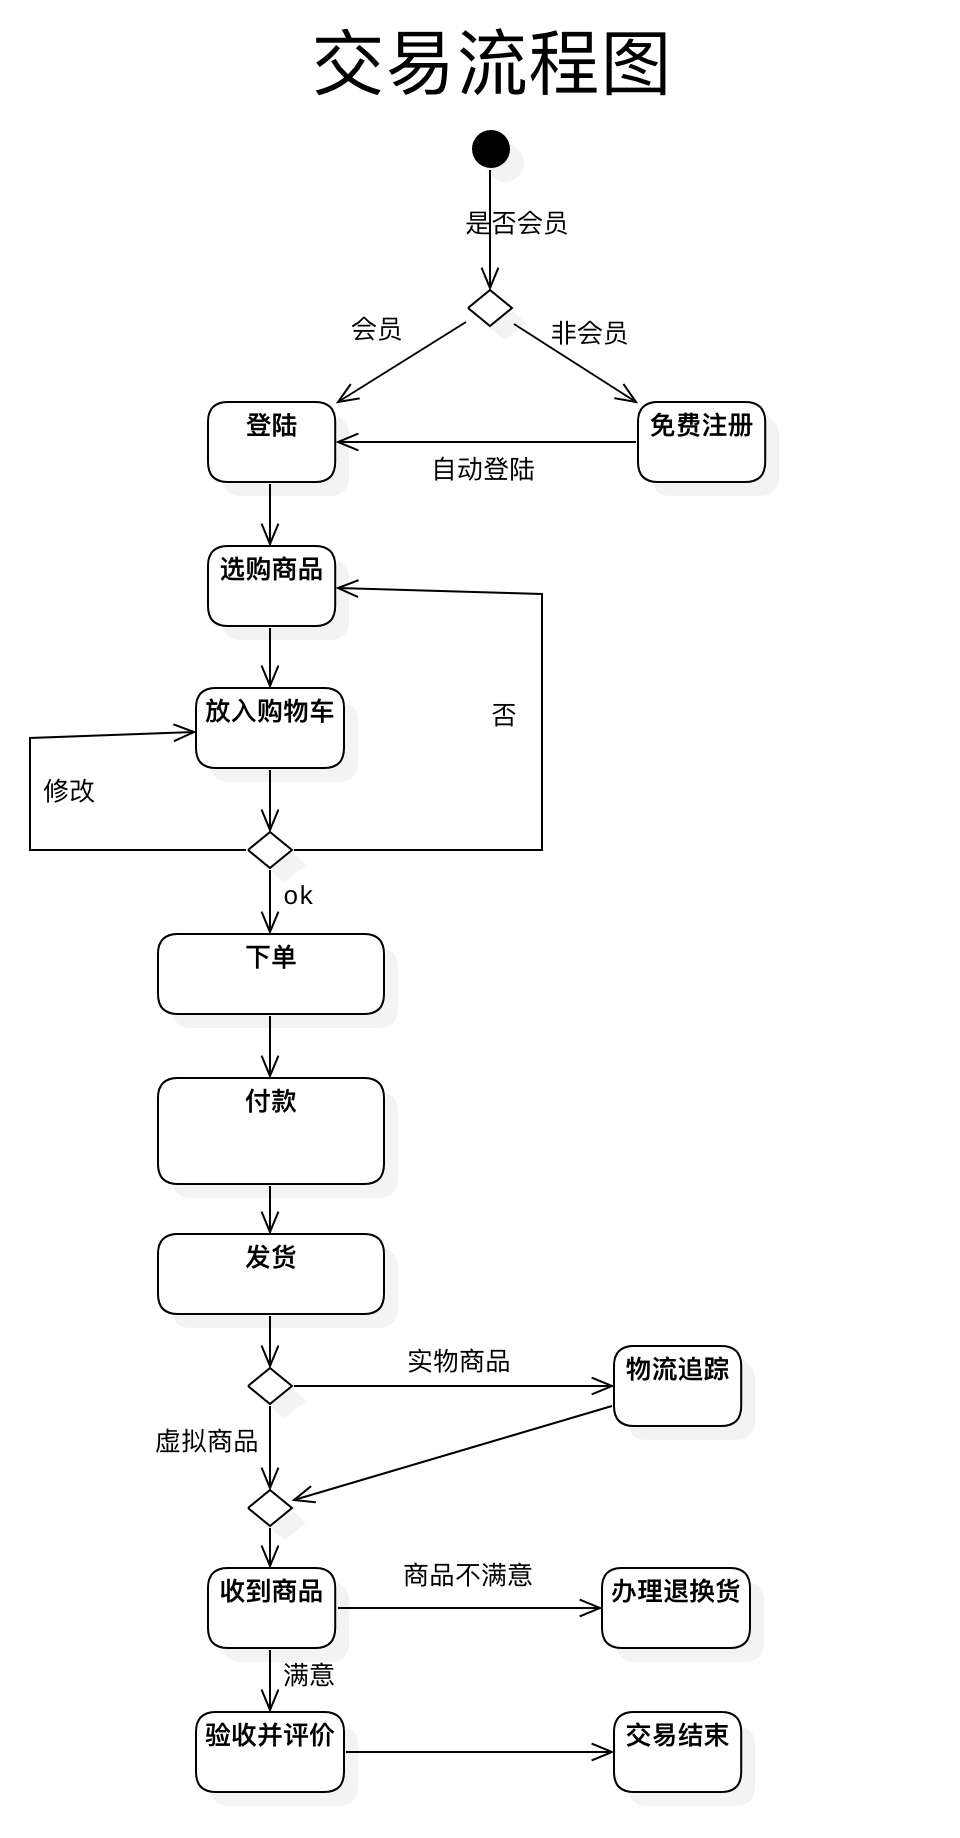 交易流程图
是否会员
会员
非会员
登陆
免费注册
自动登陆
选购商品
放入购物车
否
修改
ok
下单
付款
发货
实物商品
物流追踪
虚拟商品
收到商品
商品不满意
办理退换货
满意
验收并评价
交易结束